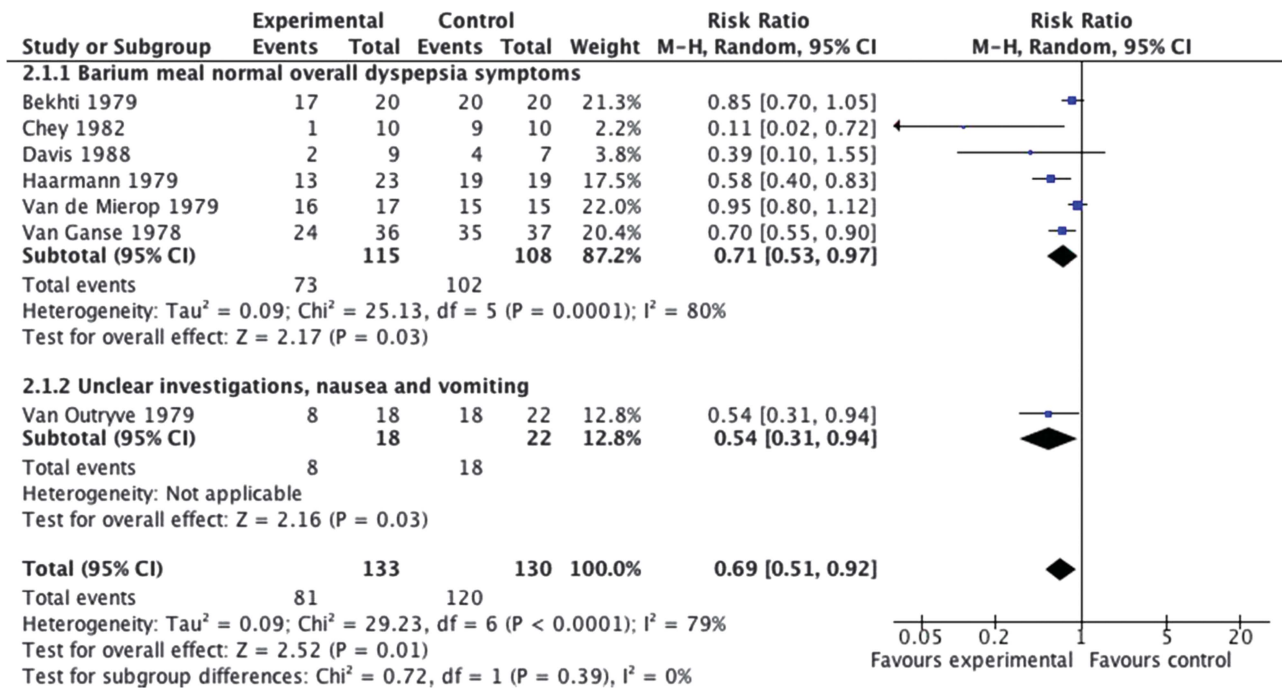 Experimental Control Risk Ratio Risk Ratio
Study or Subgroup Events Total Events Total Weight M-H, Random, 95% CI M-H, Random, 95% CI
2.1.1 Barium meal normal overall dyspepsia symptoms
Bekhti 1979 17 20 20 20 21.3% 0.85 [0.70, 1.05]
Chey 1982 1 10 9 10 2.2% 0.11 [0.02, 0.72]
Davis 1988 2 9 4 7 3.8% 0.39 [0.10, 1.55]
Haarmann 1979 13 23 19 19 17.5% 0.58 [0.40, 0.83]
Van de Mierop 1979 16 17 15 15 22.0% 0.95 [0.80, 1.12]
Van Ganse 1978 24 36 35 37 20.4% 0.70 [0.55, 0.90]
Subtotal (95% CI) 115 108 87.2% 0.71 [0.53, 0.97]
Total events 73 102
Heterogeneity: Tau² = 0.09; Chi² = 25.13, df = 5 (P = 0.0001); I² = 80%
Test for overall effect: Z = 2.17 (P = 0.03)
2.1.2 Unclear investigations, nausea and vomiting
Van Outryve 1979 8 18 18 22 12.8% 0.54 [0.31, 0.94]
Subtotal (95% CI) 18 22 12.8% 0.54 [0.31, 0.94]
Total events 8 18
Heterogeneity: Not applicable
Test for overall effect: Z = 2.16 (P = 0.03)
Total (95% CI) 133 130 100.0% 0.69 [0.51, 0.92]
Total events 81 120
Heterogeneity: Tau² = 0.09; Chi² = 29.23, df = 6 (P < 0.0001); I² = 79%
Test for overall effect: Z = 2.52 (P = 0.01)
Test for subgroup differences: Chi² = 0.72, df = 1 (P = 0.39), I² = 0%
0.05 0.2 1 5 20
Favours experimental Favours control